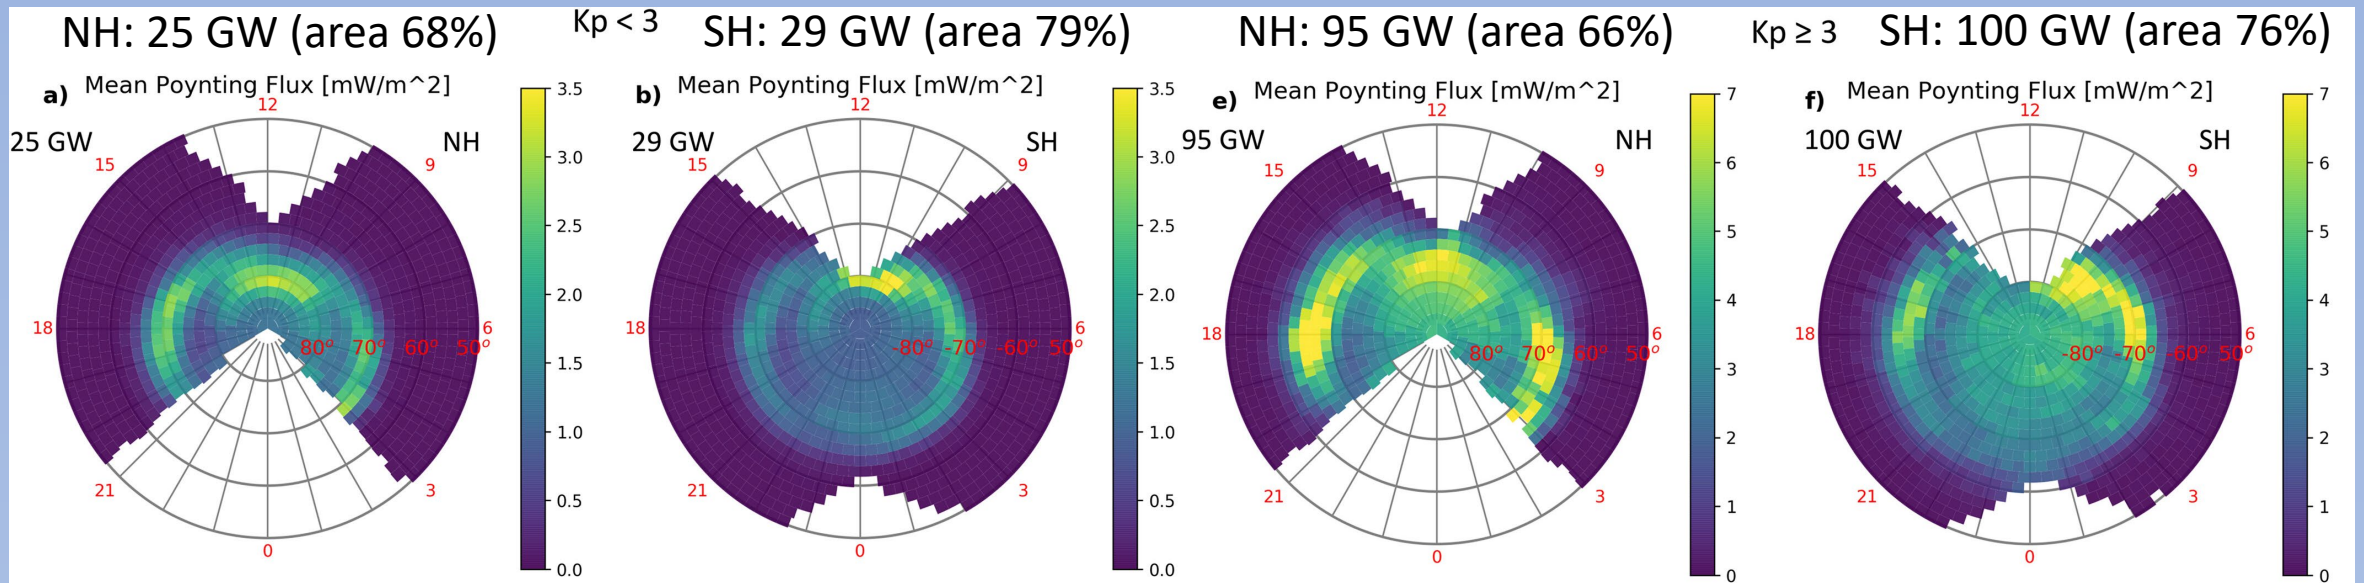 NH: 25 GW (area 68%)
Kp < 3
SH: 29 GW (area 79%)
NH: 95 GW (area 66%)
Kp ≥ 3
SH: 100 GW (area 76%)
a)
Mean Poynting Flux [mW/m^2]
25 GW
NH
12
15
9
18
6
80° 70° 60° 50°
21
3
0
3.5
3.0
2.5
2.0
1.5
1.0
0.5
0.0
b)
Mean Poynting Flux [mW/m^2]
29 GW
SH
12
15
9
18
6
-80° -70° -60° 50°
21
3
0
3.5
3.0
2.5
2.0
1.5
1.0
0.5
0.0
e)
Mean Poynting Flux [mW/m^2]
95 GW
NH
12
15
9
18
6
80° 70° 60° 50°
21
3
0
7
6
5
4
3
2
1
0
f)
Mean Poynting Flux [mW/m^2]
100 GW
SH
12
15
9
18
6
-80° -70° -60° 50°
21
3
0
7
6
5
4
3
2
1
0